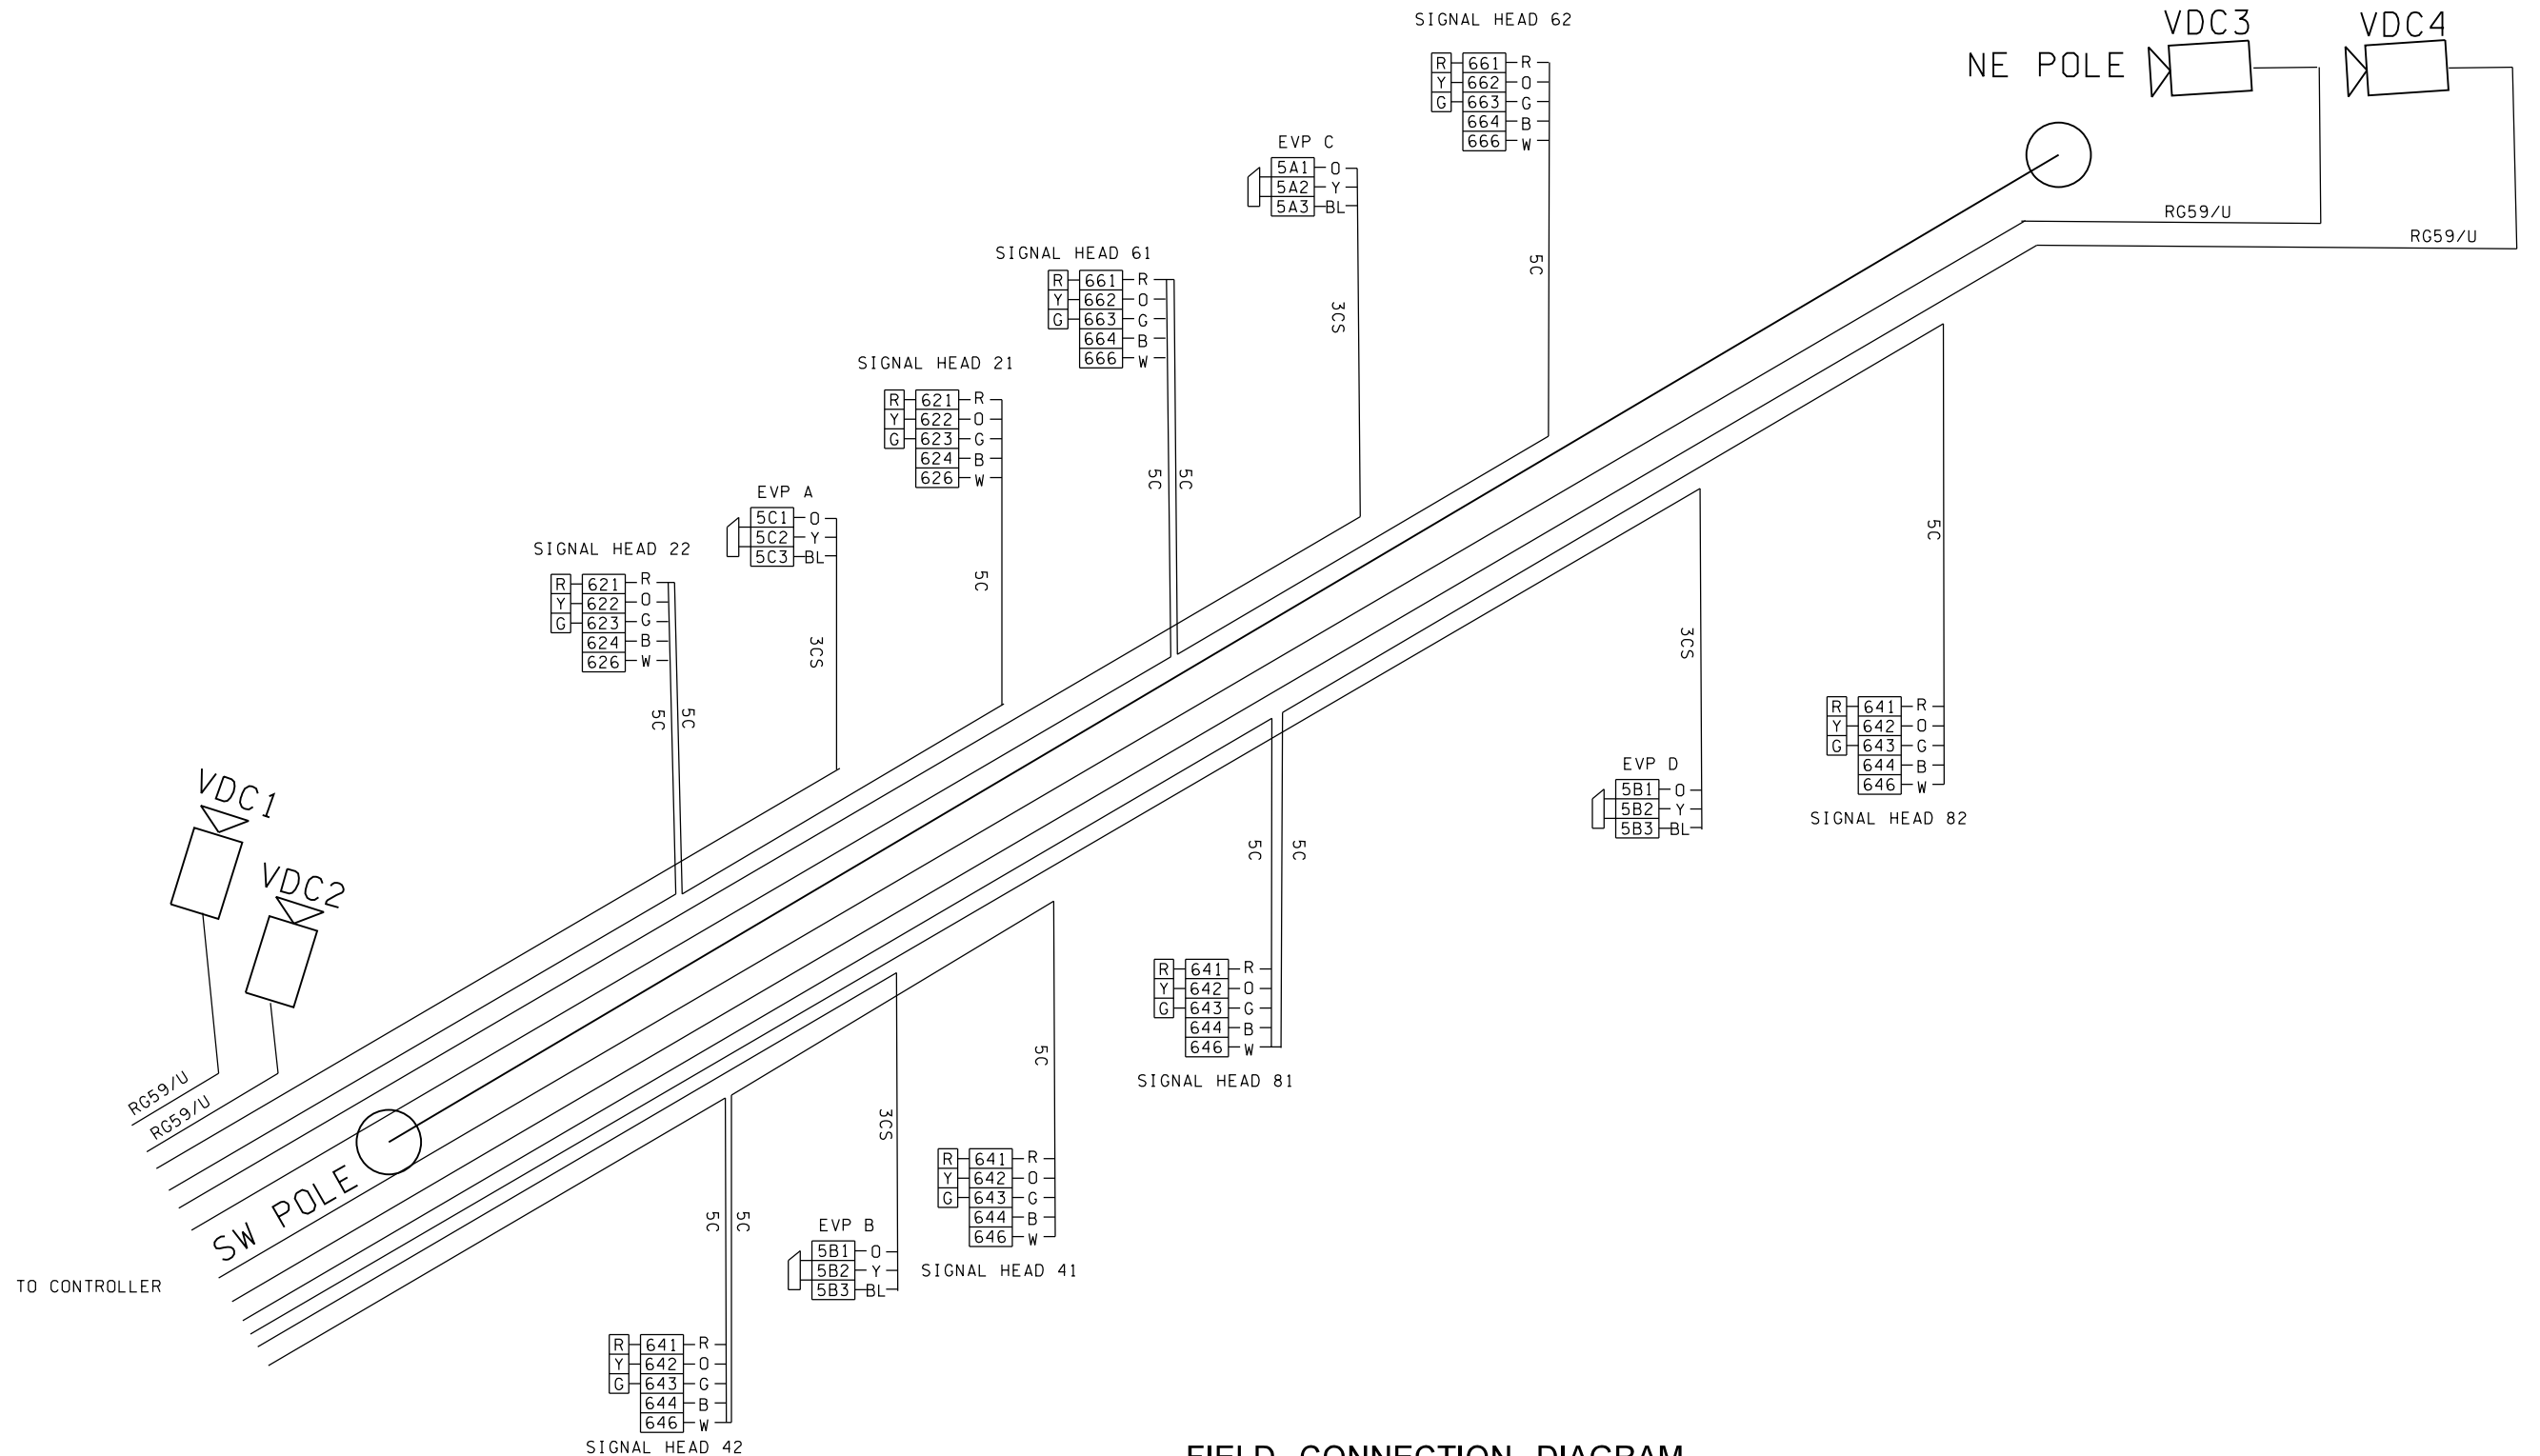 SIGNAL HEAD 62
R 661 R
Y 662 O
G 663 G
664 B
666 W
VDC3
VDC4
NE POLE
RG59/U
RG59/U
5C
EVP C
5A1 O
5A2 Y
5A3 BL
3CS
SIGNAL HEAD 61
R 661 R
Y 662 O
G 663 G
664 B
666 W
5C
5C
SIGNAL HEAD 21
R 621 R
Y 622 O
G 623 G
624 B
626 W
5C
EVP A
5C1 O
5C2 Y
5C3 BL
3CS
SIGNAL HEAD 22
R 621 R
Y 622 O
G 623 G
624 B
626 W
5C
5C
5C
R 641 R
Y 642 O
G 643 G
644 B
646 W
SIGNAL HEAD 82
3CS
EVP D
5B1 O
5B2 Y
5B3 BL
VDC1
VDC2
RG59/U
RG59/U
5C
5C
R 641 R
Y 642 O
G 643 G
644 B
646 W
SIGNAL HEAD 81
5C
R 641 R
Y 642 O
G 643 G
644 B
646 W
SIGNAL HEAD 41
3CS
EVP B
5B1 O
5B2 Y
5B3 BL
SW POLE
TO CONTROLLER
5C
5C
R 641 R
Y 642 O
G 643 G
644 B
646 W
SIGNAL HEAD 42
FIELD CONNECTION DIAGRAM